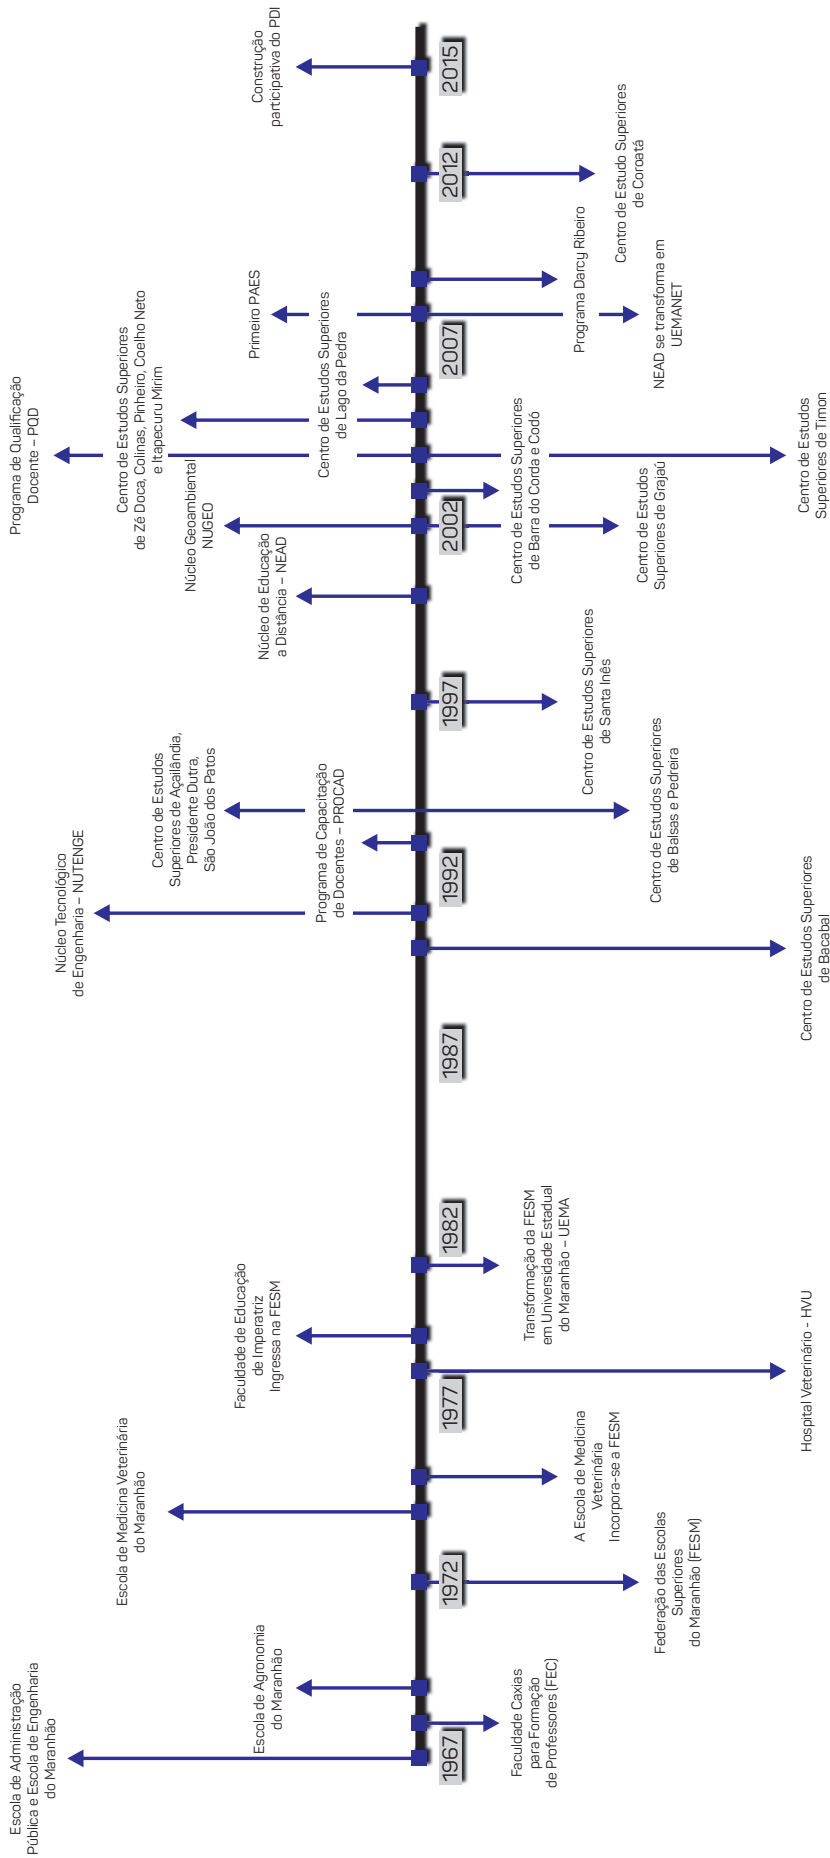 Escola de Administração
Pública e Escola de Engenharia
do Maranhão
1967
Faculdade Caxias
para Formação
de Professores (FEC)
Escola de Agronomia
do Maranhão
1972
Federação das Escolas
Superiores
do Maranhão (FESM)
Escola de Medicina Veterinária
do Maranhão
A Escola de Medicina
Veterinária
Incorpora-se a FESM
1977
Hospital Veterinário - HVU
Faculdade de Educação
de Imperatriz
Ingressa na FESM
1982
Transformação da FESM
em Universidade Estadual
do Maranhão – UEMA
1987
Centro de Estudos Superiores
de Bacabal
Núcleo Tecnológico
de Engenharia – NUTENGE
1992
Programa de Capacitação
de Docentes – PROCAD
Centro de Estudos
Superiores de Açailândia,
Presidente Dutra,
São João dos Patos
Centro de Estudos Superiores
de Balsas e Pedreira
1997
Centro de Estudos Superiores
de Santa Inês
Núcleo de Educação
a Distância – NEAD
2002
Núcleo Geoambiental
NUGEO
Centro de Estudos
Superiores de Grajaú
Centro de Estudos Superiores
de Barra do Corda e Codó
Programa de Qualificação
Docente – PQD
Centro de Estudos
Superiores de Timon
Centro de Estudos Superiores
de Zé Doca, Colinas, Pinheiro, Coelho Neto
e Itapecuru Mirim
Centro de Estudos Superiores
de Lago da Pedra
2007
Primeiro PAES
NEAD se transforma em
UEMANET
Programa Darcy Ribeiro
2012
Centro de Estudo Superiores
de Coroatá
2015
Construção
participativa do PDI